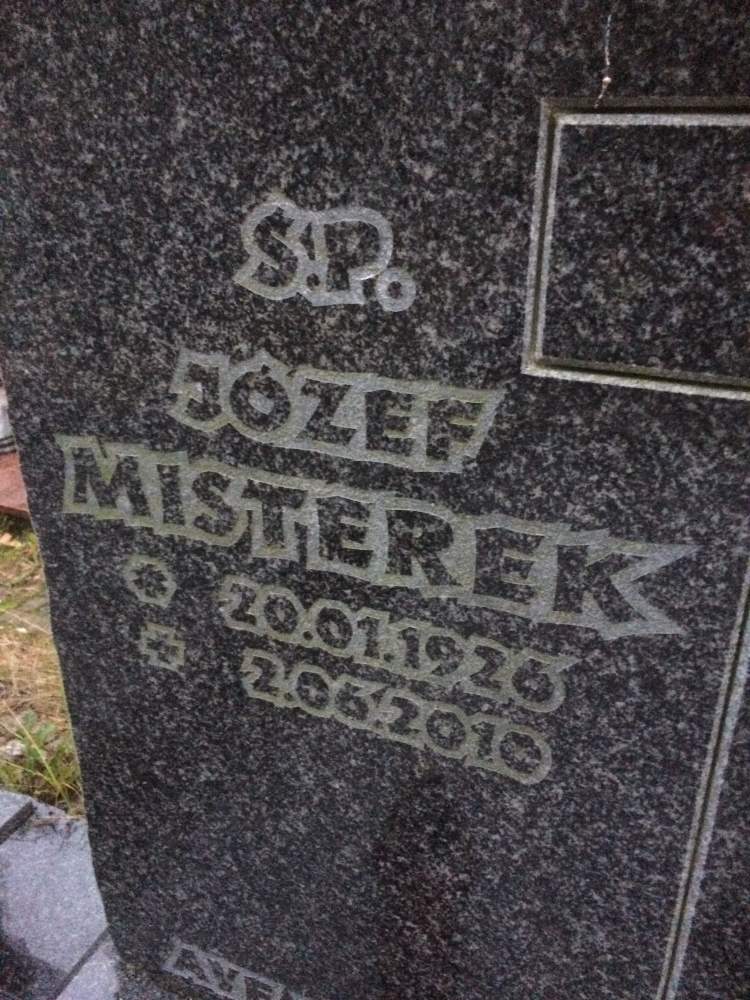 Ś.P.
JÓZEF
MISTEREK
* 20.01.1926
+ 2.06.2010